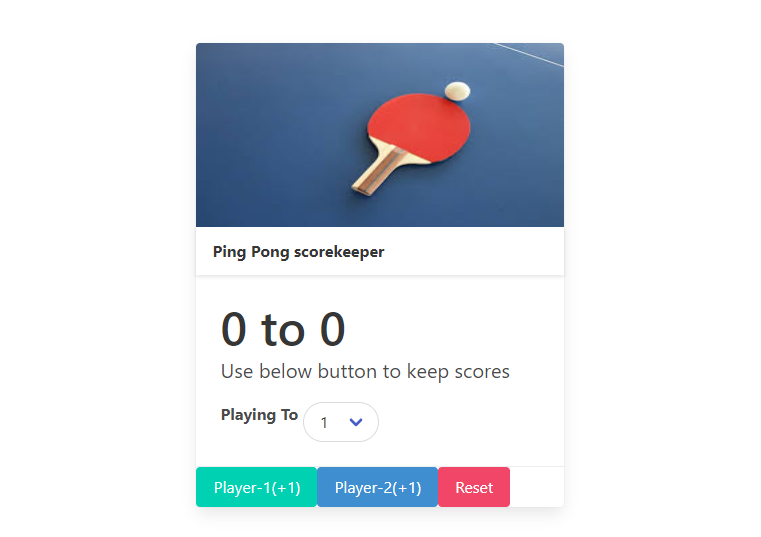 Ping Pong scorekeeper
0 to 0
Use below button to keep scores
Playing To 1
Player-1(+1) Player-2(+1) Reset